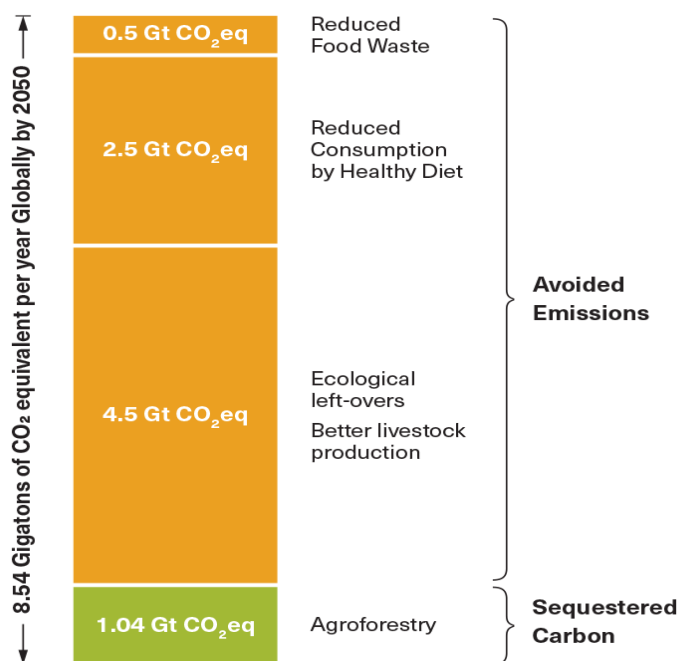 8.54 Gigatons of CO₂ equivalent per year Globally by 2050
0.5 Gt CO₂eq
Reduced
Food Waste
2.5 Gt CO₂eq
Reduced
Consumption
by Healthy Diet
4.5 Gt CO₂eq
Ecological
left-overs
Better livestock
production
Avoided
Emissions
1.04 Gt CO₂eq
Agroforestry
Sequestered
Carbon